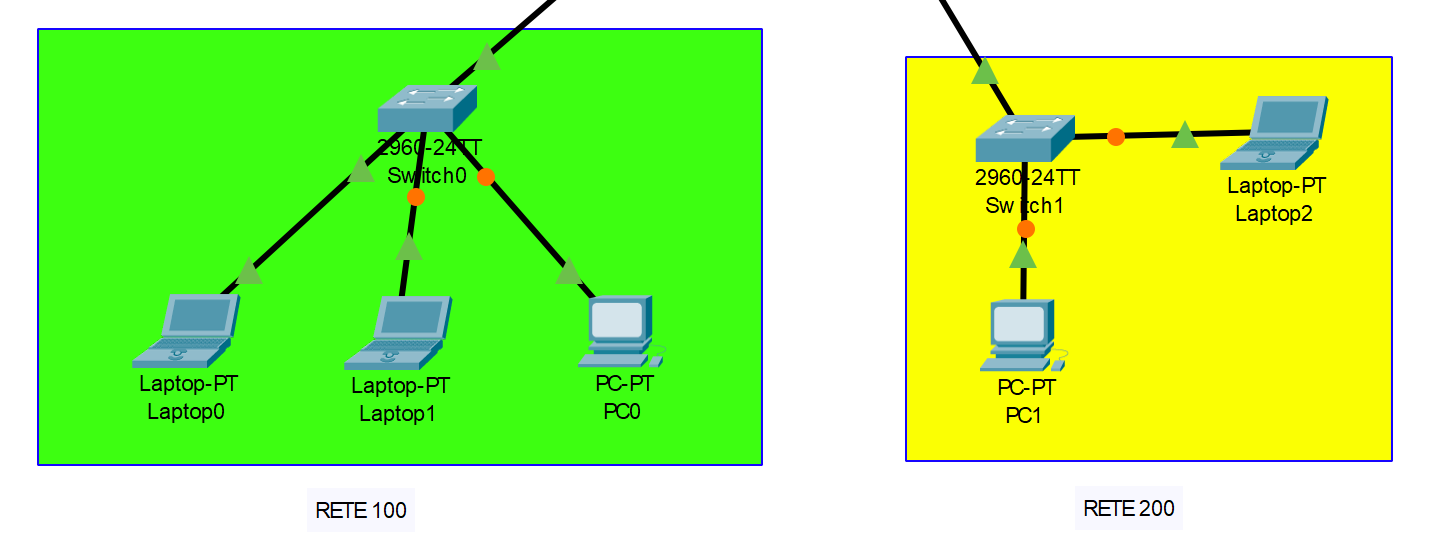 2960-24TT
Switch0
Laptop-PT
Laptop0
Laptop-PT
Laptop1
PC-PT
PC0
RETE 100
2960-24TT
Switch1
Laptop-PT
Laptop2
PC-PT
PC1
RETE 200